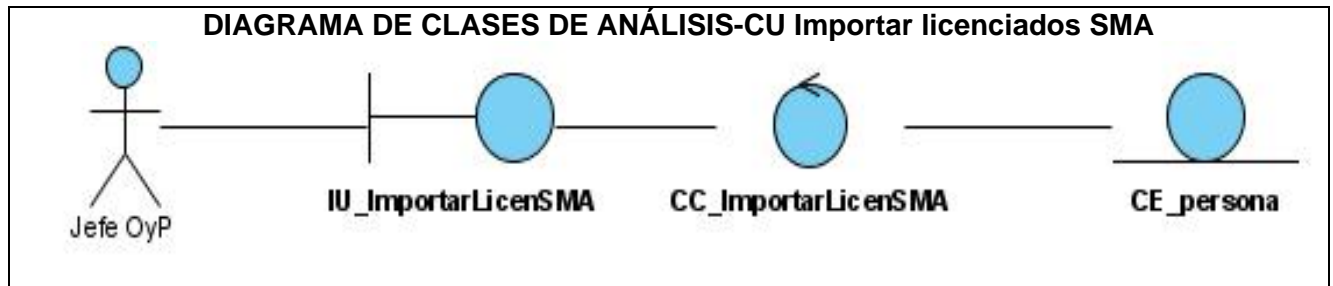 DIAGRAMA DE CLASES DE ANÁLISIS-CU Importar licenciados SMA
IU_ImportarLicenSMA CC_ImportarLicenSMA CE_persona
Jefe OyP